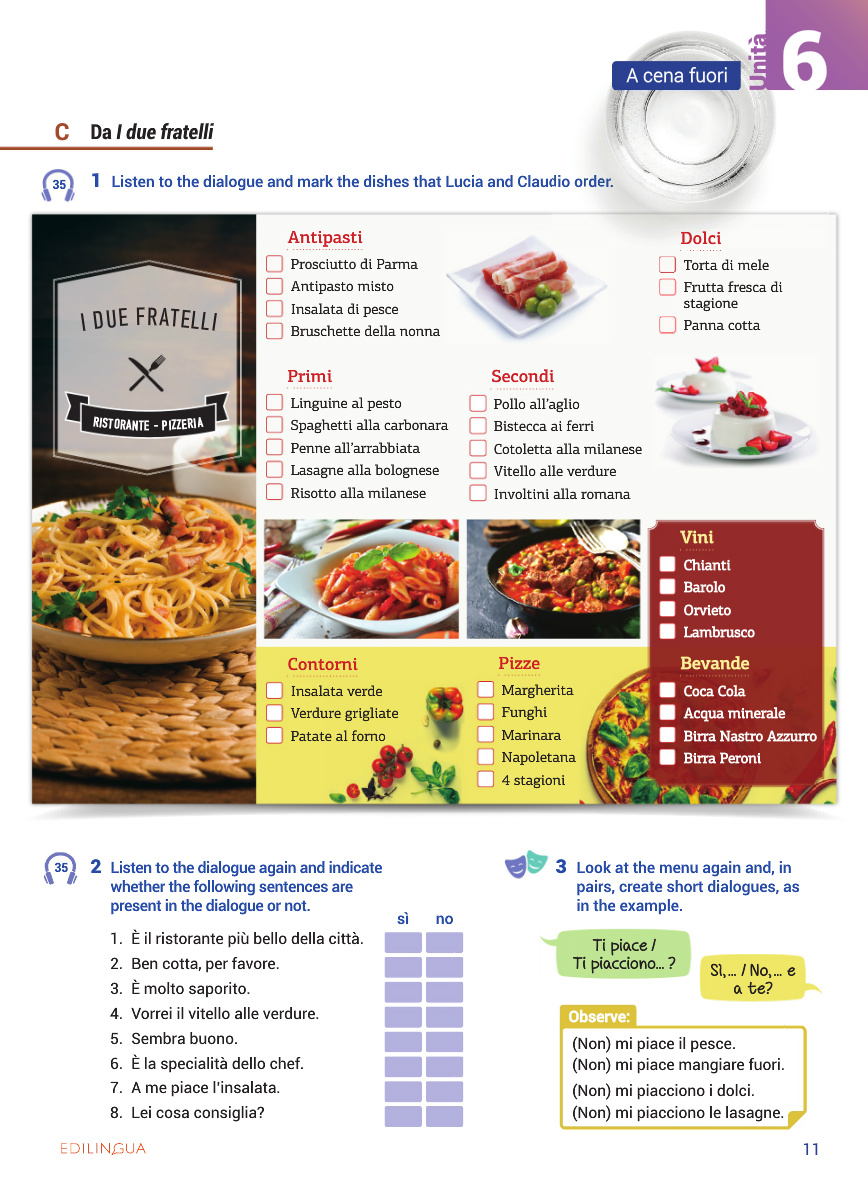 Unità
6
A cena fuori
C Da I due fratelli
35
1 Listen to the dialogue and mark the dishes that Lucia and Claudio order.
I DUE FRATELLI
RISTORANTE - PIZZERIA
Antipasti
Prosciutto di Parma
Antipasto misto
Insalata di pesce
Bruschette della nonna
Dolci
Torta di mele
Frutta fresca di
stagione
Panna cotta
Primi
Linguine al pesto
Spaghetti alla carbonara
Penne all'arrabbiata
Lasagne alla bolognese
Risotto alla milanese
Secondi
Pollo all'aglio
Bistecca ai ferri
Cotoletta alla milanese
Vitello alle verdure
Involtini alla romana
Vini
Chianti
Barolo
Orvieto
Lambrusco
Contorni
Insalata verde
Verdure grigliate
Patate al forno
Pizze
Margherita
Funghi
Marinara
Napoletana
4 stagioni
Bevande
Coca Cola
Acqua minerale
Birra Nastro Azzurro
Birra Peroni
35
2 Listen to the dialogue again and indicate
whether the following sentences are
present in the dialogue or not.
sì no
1. È il ristorante più bello della città.
2. Ben cotta, per favore.
3. È molto saporito.
4. Vorrei il vitello alle verdure.
5. Sembra buono.
6. È la specialità dello chef.
7. A me piace l'insalata.
8. Lei cosa consiglia?
3 Look at the menu again and, in
pairs, create short dialogues, as
in the example.
Ti piace /
Ti piacciono... ?
Sì,... / No,... e
a te?
Observe:
(Non) mi piace il pesce.
(Non) mi piace mangiare fuori.
(Non) mi piacciono i dolci.
(Non) mi piacciono le lasagne.
EDILINGUA
11